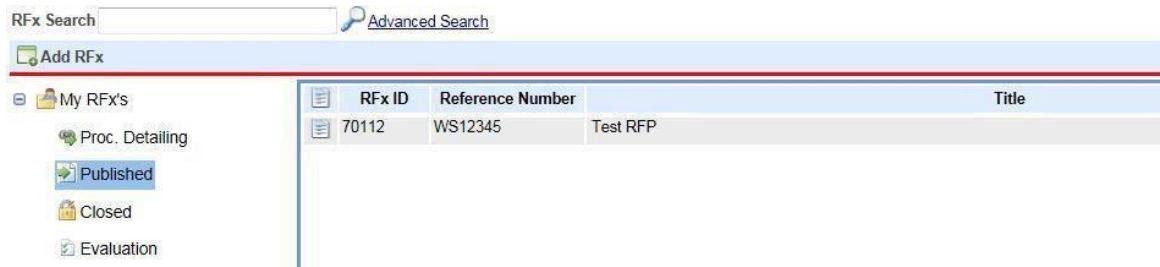 RFx Search Advanced Search
Add RFx
My RFx's
Proc. Detailing
Published
Closed
Evaluation
RFx ID Reference Number Title
70112 WS12345 Test RFP